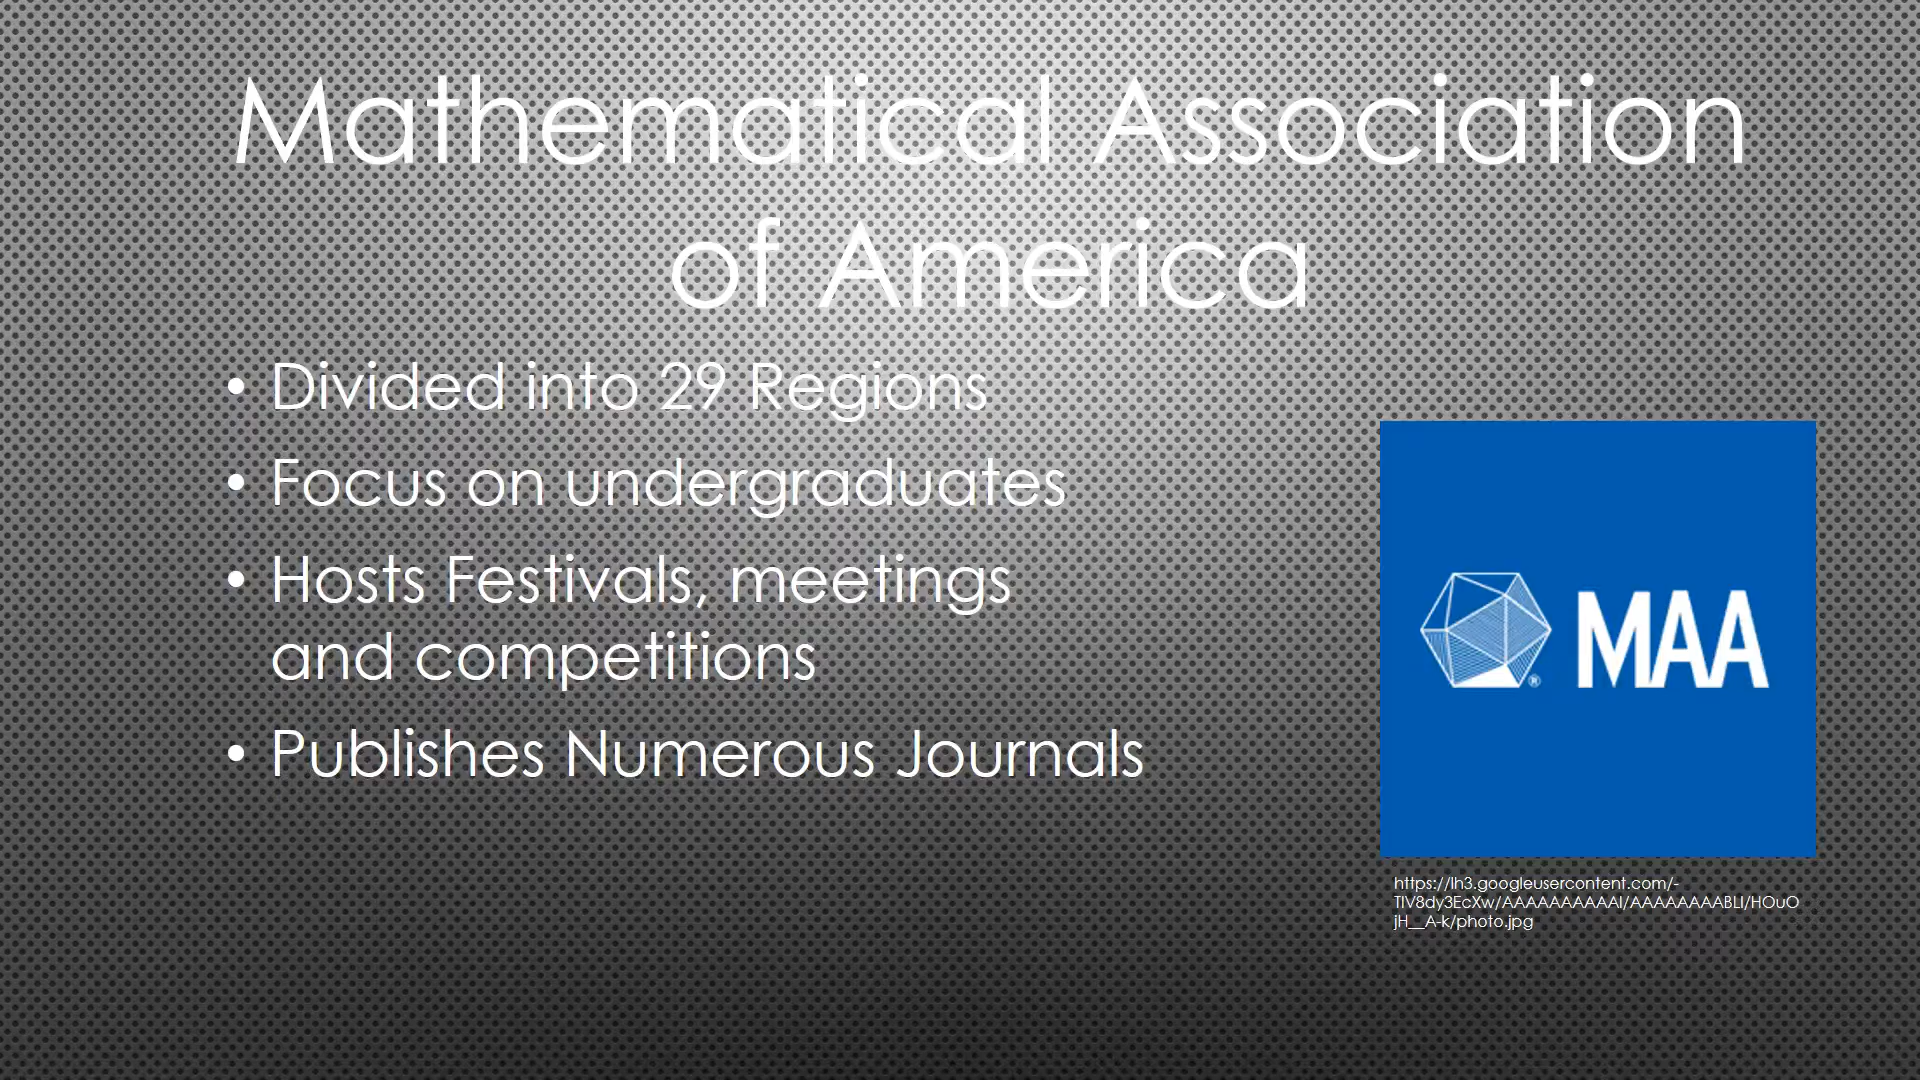 Mathematical Association
of America
• Divided into 29 Regions
• Focus on undergraduates
• Hosts Festivals, meetings
and competitions
• Publishes Numerous Journals
MAA
®
https://lh3.googleusercontent.com/-
TIV8dy3EcXw/AAAAAAAAAAI/AAAAAAAABLI/HOuO
jH__A-k/photo.jpg